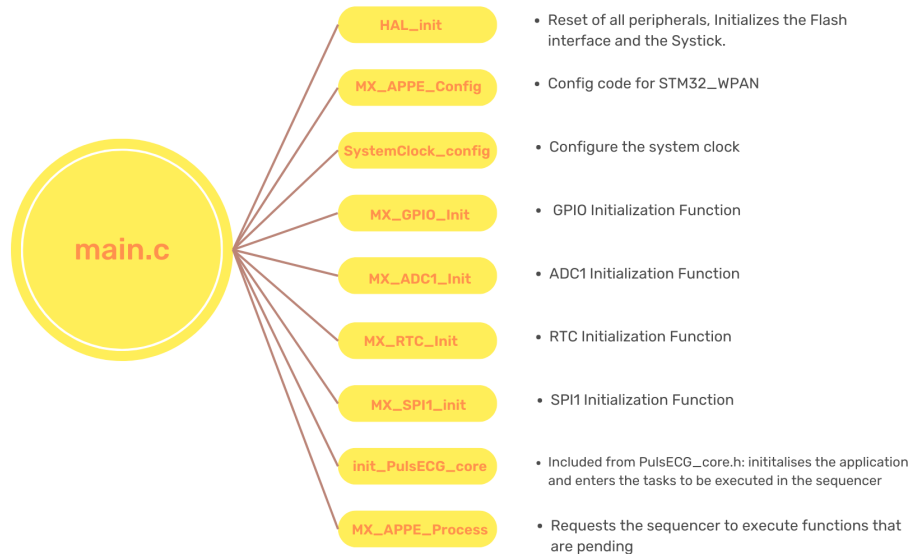 HAL_init
• Reset of all peripherals, Initializes the Flash
interface and the Systick.
MX_APPE_Config
• Config code for STM32_WPAN
SystemClock_config
• Configure the system clock
MX_GPIO_Init
• GPIO Initialization Function
main.c
MX_ADC1_Init
• ADC1 Initialization Function
MX_RTC_Init
• RTC Initialization Function
MX_SPI1_init
• SPI1 Initialization Function
init_PulsECG_core
• Included from PulsECG_core.h: inititalises the application
and enters the tasks to be executed in the sequencer
MX_APPE_Process
• Requests the sequencer to execute functions that
are pending